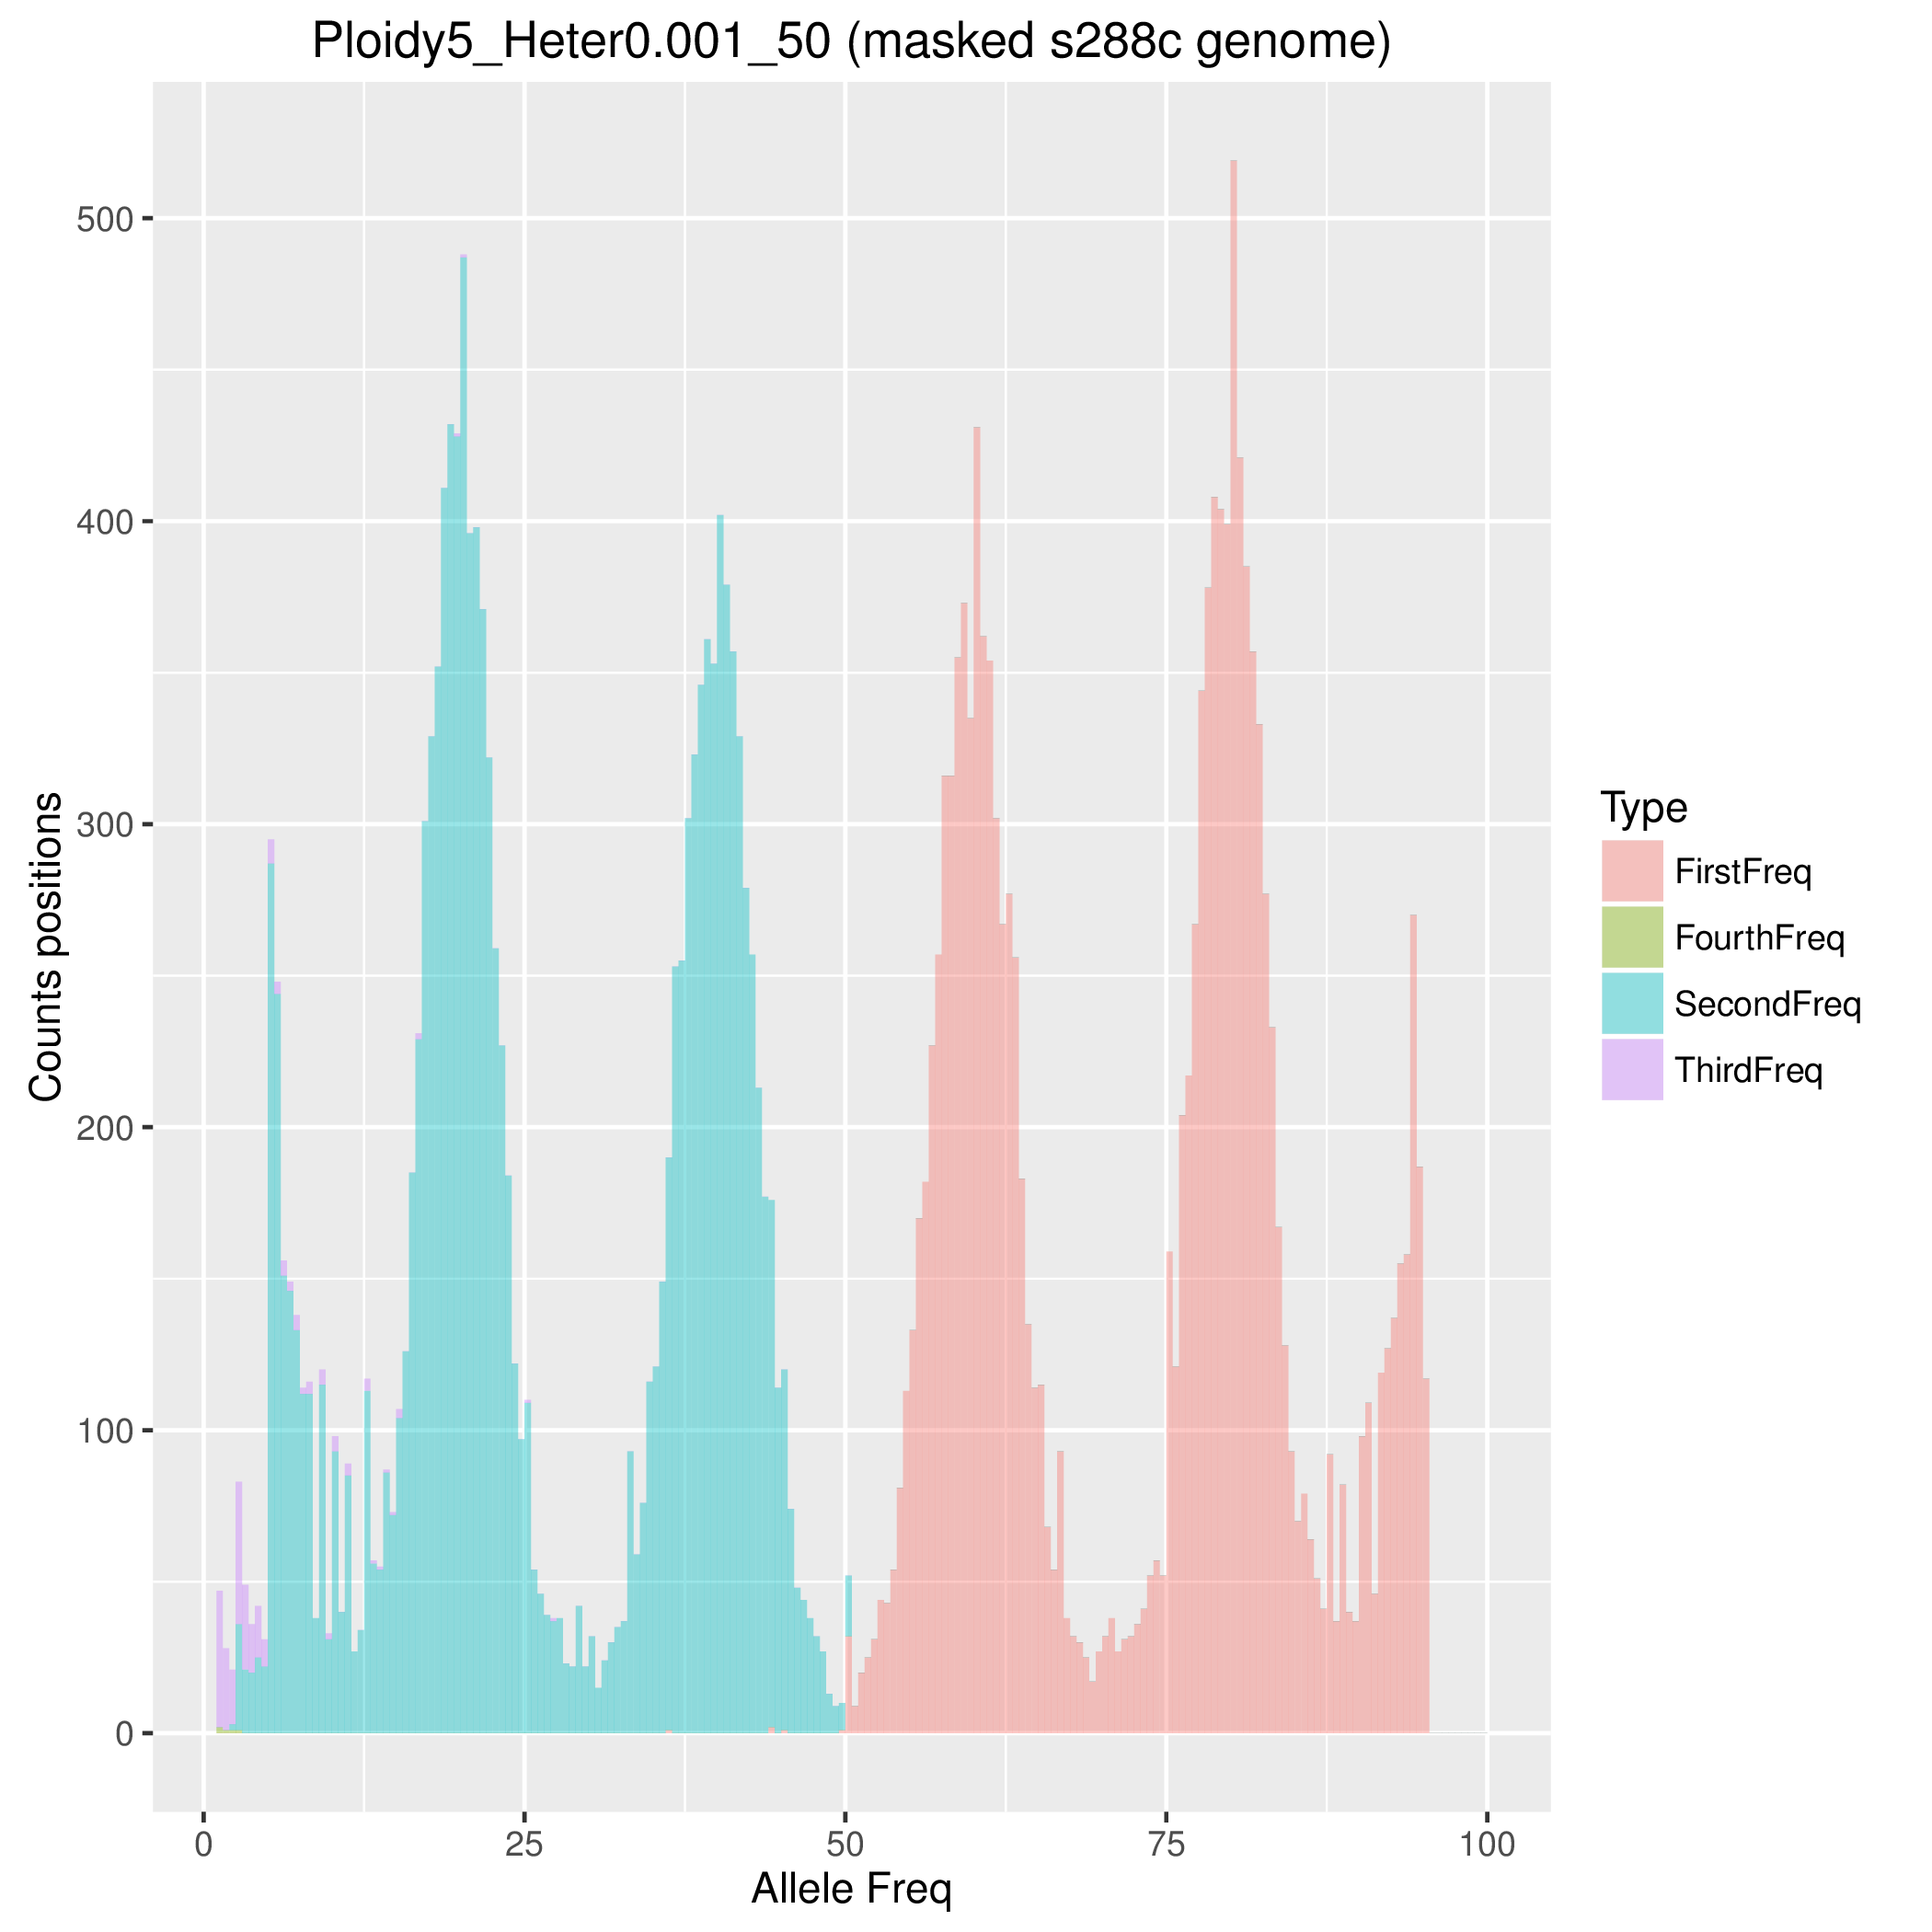 Ploidy5_Heter0.001_50 (masked s288c genome)
Counts positions
500
400
300
200
100
0
0 25 50 75 100
Allele Freq
Type
FirstFreq
FourthFreq
SecondFreq
ThirdFreq